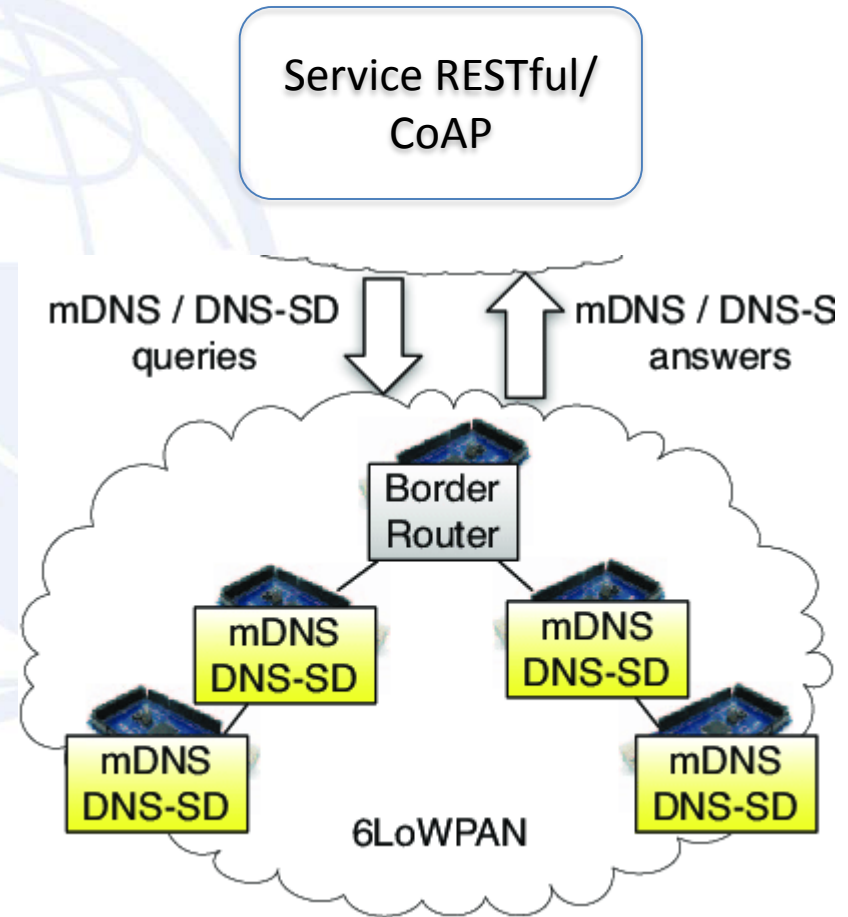 Service RESTful/
CoAP
mDNS / DNS-SD
queries
mDNS / DNS-S
answers
Border
Router
mDNS
DNS-SD
mDNS
DNS-SD
mDNS
DNS-SD
mDNS
DNS-SD
6LoWPAN